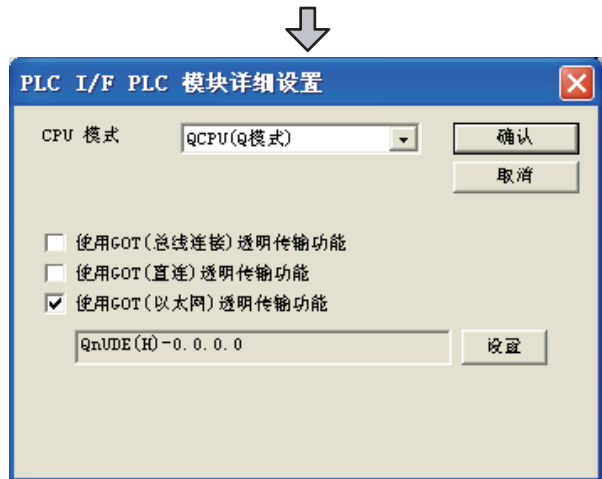 PLC I/F PLC 模块详细设置
CPU 模式 QCPU(Q模式) 确认
取消
使用GOT(总线连接)透明传输功能
使用GOT(直连)透明传输功能
使用GOT(以太网)透明传输功能
QnUDE(H)-0.0.0.0 设置